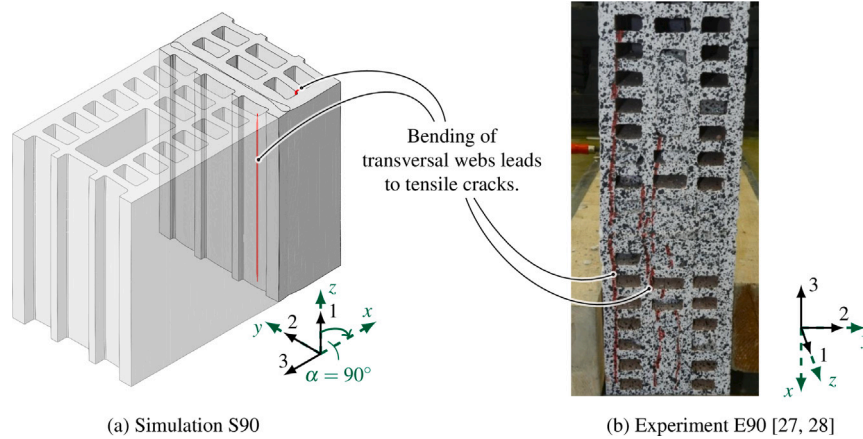 Bending of
transversal webs leads
to tensile cracks.
z
1
x
y
2
3
α = 90°
3
2
1
x
z
(a) Simulation S90
(b) Experiment E90 [27, 28]